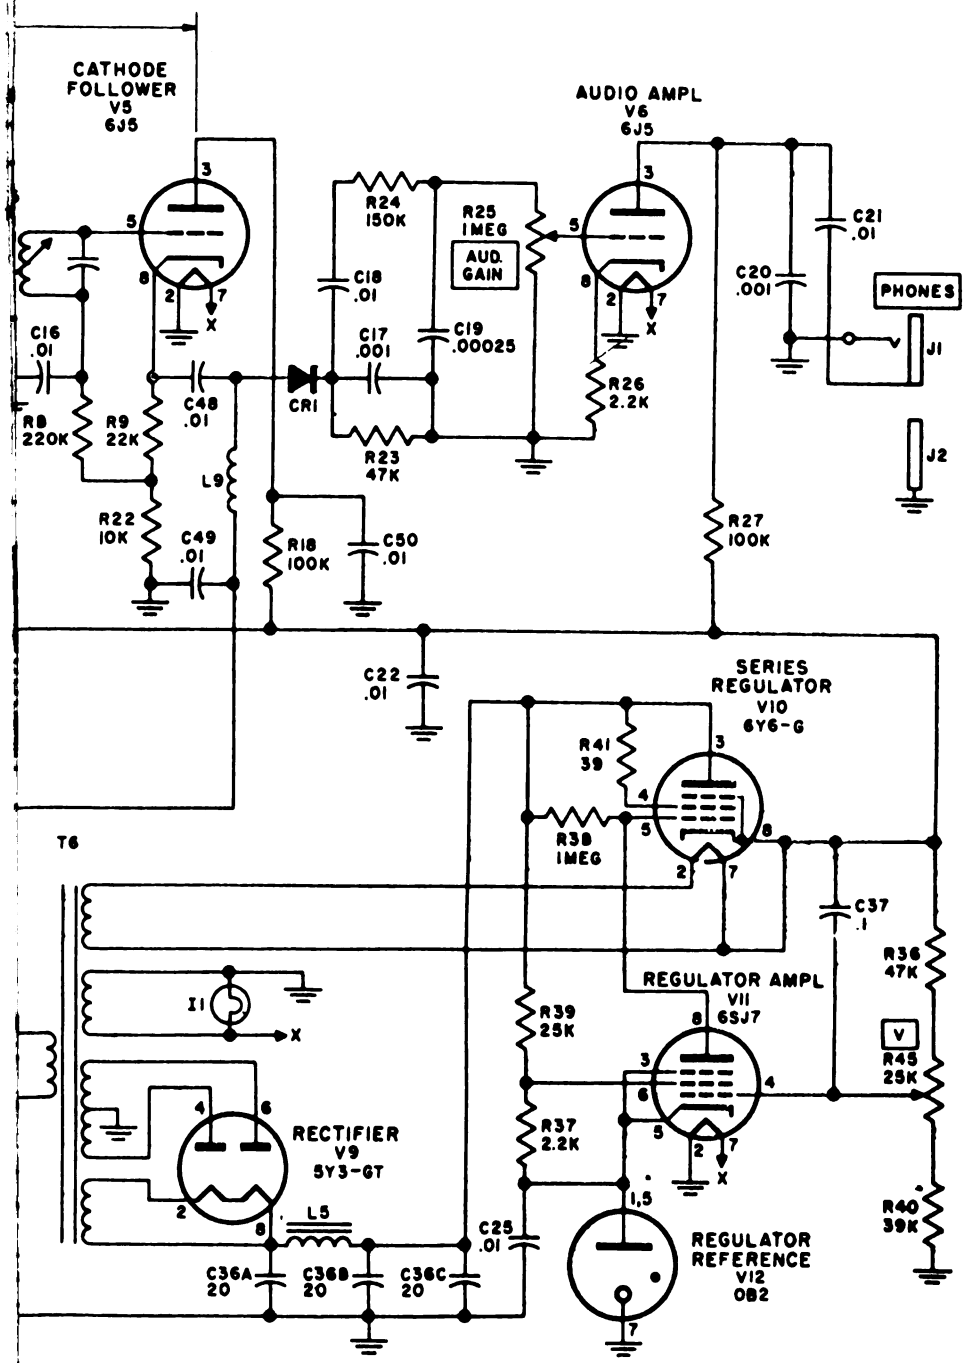 CATHODE
FOLLOWER
V5
6J5
AUDIO AMPL
V6
6J5
3
3
R24
150K
R25
1MEG
AUD.
GAIN
C21
.01
5
5
8
2
7
X
C18
.01
8
2
7
X
C20
.001
PHONES
C16
.01
C17
.001
C19
.00025
J1
R8
220K
R9
22K
C48
.01
CR1
R26
2.2K
R23
47K
J2
L9
R22
10K
C49
.01
R18
100K
C50
.01
R27
100K
C22
.01
SERIES
REGULATOR
V10
6Y6-G
R41
39
3
4
5
8
R38
1MEG
T6
2
7
C37
.1
R36
47K
REGULATOR AMPL
V11
6SJ7
I1
X
R39
25K
8
V
R45
25K
3
6
4
4
6
R37
2.2K
5
2
7
X
RECTIFIER
V9
5Y3-GT
2
8
L5
1,5
C25
.01
R40
39K
REGULATOR
REFERENCE
V12
OB2
C36A
20
C36B
20
C36C
20
7